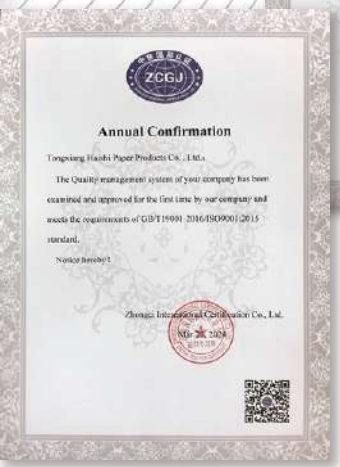 ZCGJ
Annual Confirmation
Tongxiang Haoshi Paper Products Co., Ltd.:
The Quality management system of your company has been
examined and approved for the first time by our company and
meets the requirements of GB/T19001-2016/ISO9001:2015
standard.
Notice hereby!
International Certification Co., Ltd.
Mar 2024